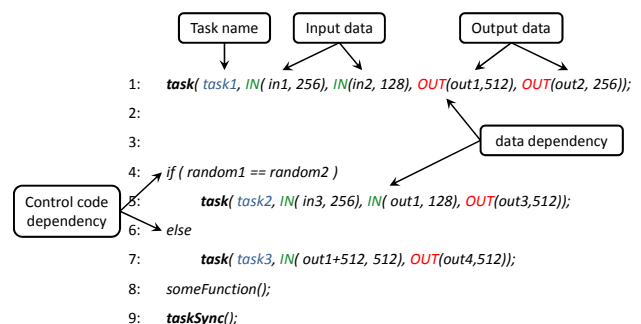 Task name Input data Output data
1: task( task1, IN( in1, 256), IN(in2, 128), OUT(out1,512), OUT(out2, 256));
2:
3:
data dependency
4: if ( random1 == random2 )
Control code
dependency
5: task( task2, IN( in3, 256), IN( out1, 128), OUT(out3,512));
6: else
7: task( task3, IN( out1+512, 512), OUT(out4,512));
8: someFunction();
9: taskSync();